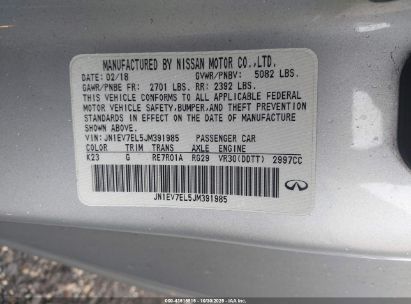 MANUFACTURED BY NISSAN MOTOR CO., LTD.
DATE: 02/18 GVWR/PNBV: 5082 LBS.
GAWR/PNBE FR: 2701 LBS. RR: 2392 LBS.
THIS VEHICLE CONFORMS TO ALL APPLICABLE FEDERAL
MOTOR VEHICLE SAFETY, BUMPER, AND THEFT PREVENTION
STANDARDS IN EFFECT ON THE DATE OF MANUFACTURE
SHOWN ABOVE.
VIN: JN1EV7EL5JM391985 PASSENGER CAR
COLOR TRIM TRANS AXLE ENGINE
K23 G RE7R01A RG29 VR30(DDTT) 2997CC
JN1EV7EL5JM391985
INFINITI